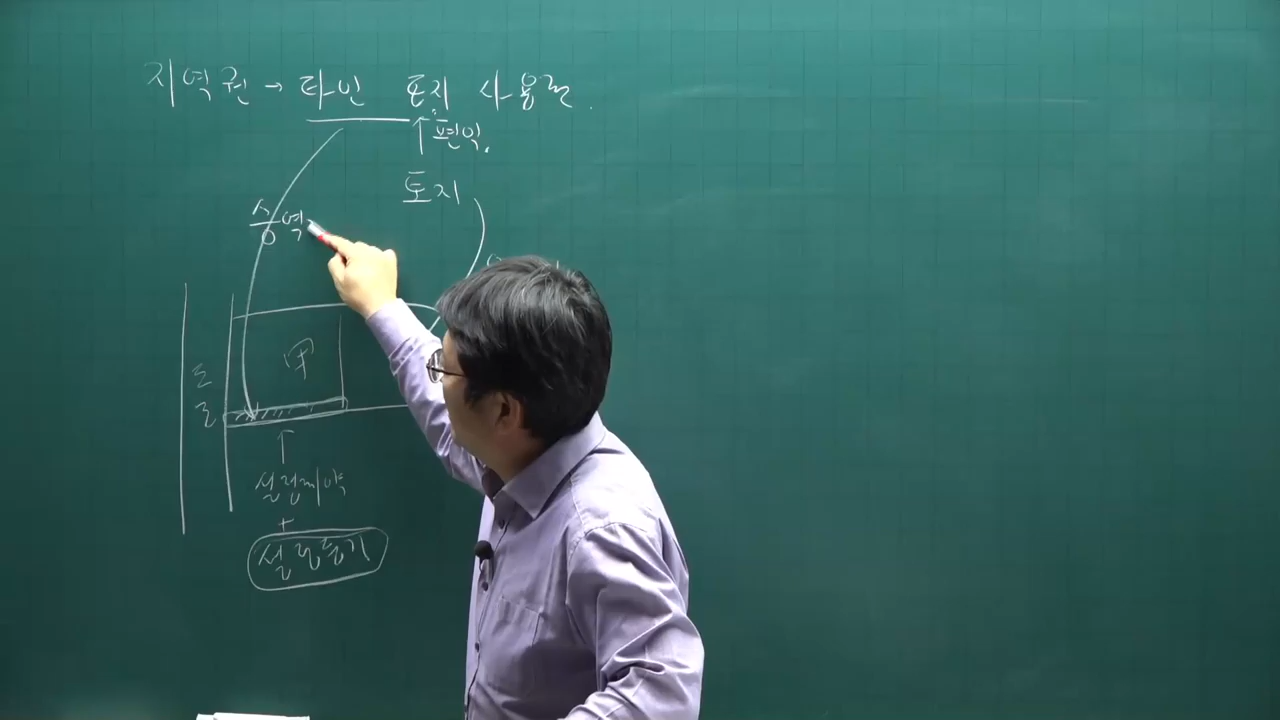 지역권 → 타인 토지 사용권.
↑편익.
토지
승역
甲
도
로
↑
설정계약
+
설정등기